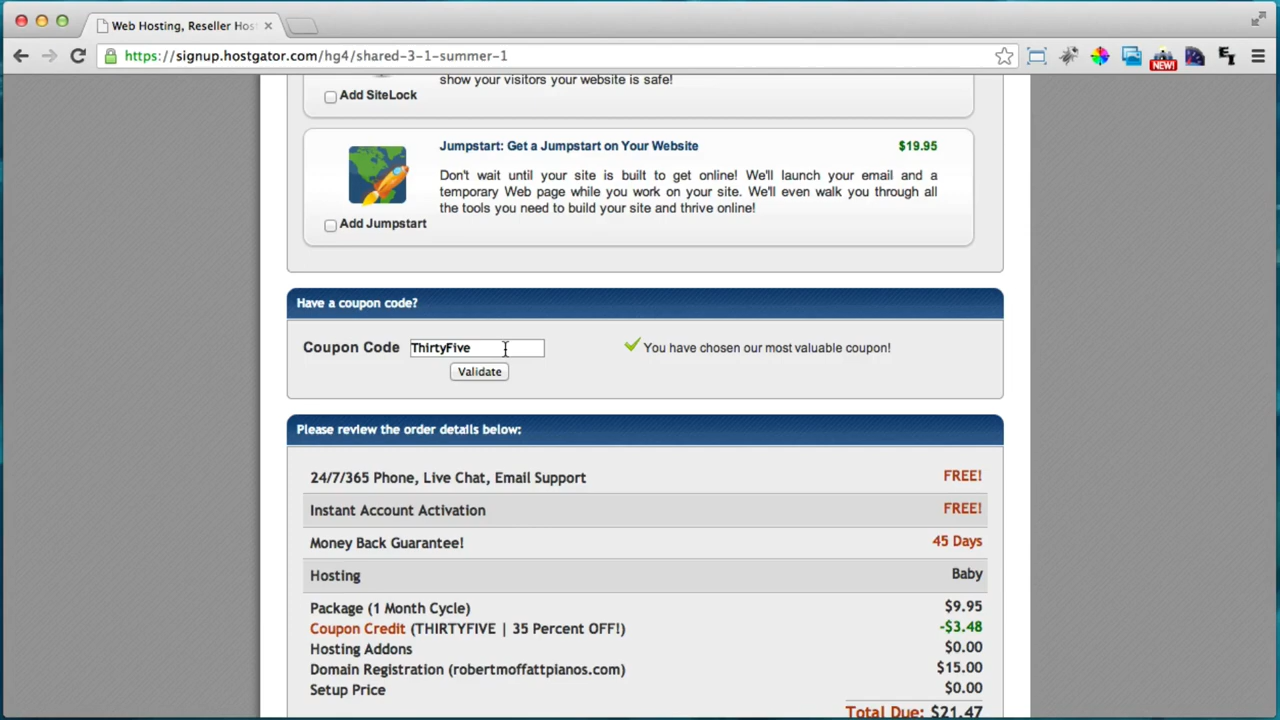 Web Hosting, Reseller Hos
https://signup.hostgator.com/hg4/shared-3-1-summer-1
NEW!
show your visitors your website is safe!
Add SiteLock
Jumpstart: Get a Jumpstart on Your Website
$19.95
Don't wait until your site is built to get online! We'll launch your email and a
temporary Web page while you work on your site. We'll even walk you through all
the tools you need to build your site and thrive online!
Add Jumpstart
Have a coupon code?
Coupon Code
ThirtyFive
You have chosen our most valuable coupon!
Validate
Please review the order details below:
24/7/365 Phone, Live Chat, Email Support FREE!
Instant Account Activation FREE!
Money Back Guarantee! 45 Days
Hosting Baby
Package (1 Month Cycle) $9.95
Coupon Credit (THIRTYFIVE | 35 Percent OFF!) -$3.48
Hosting Addons $0.00
Domain Registration (robertmoffattpianos.com) $15.00
Setup Price $0.00
Total Due: $21.47